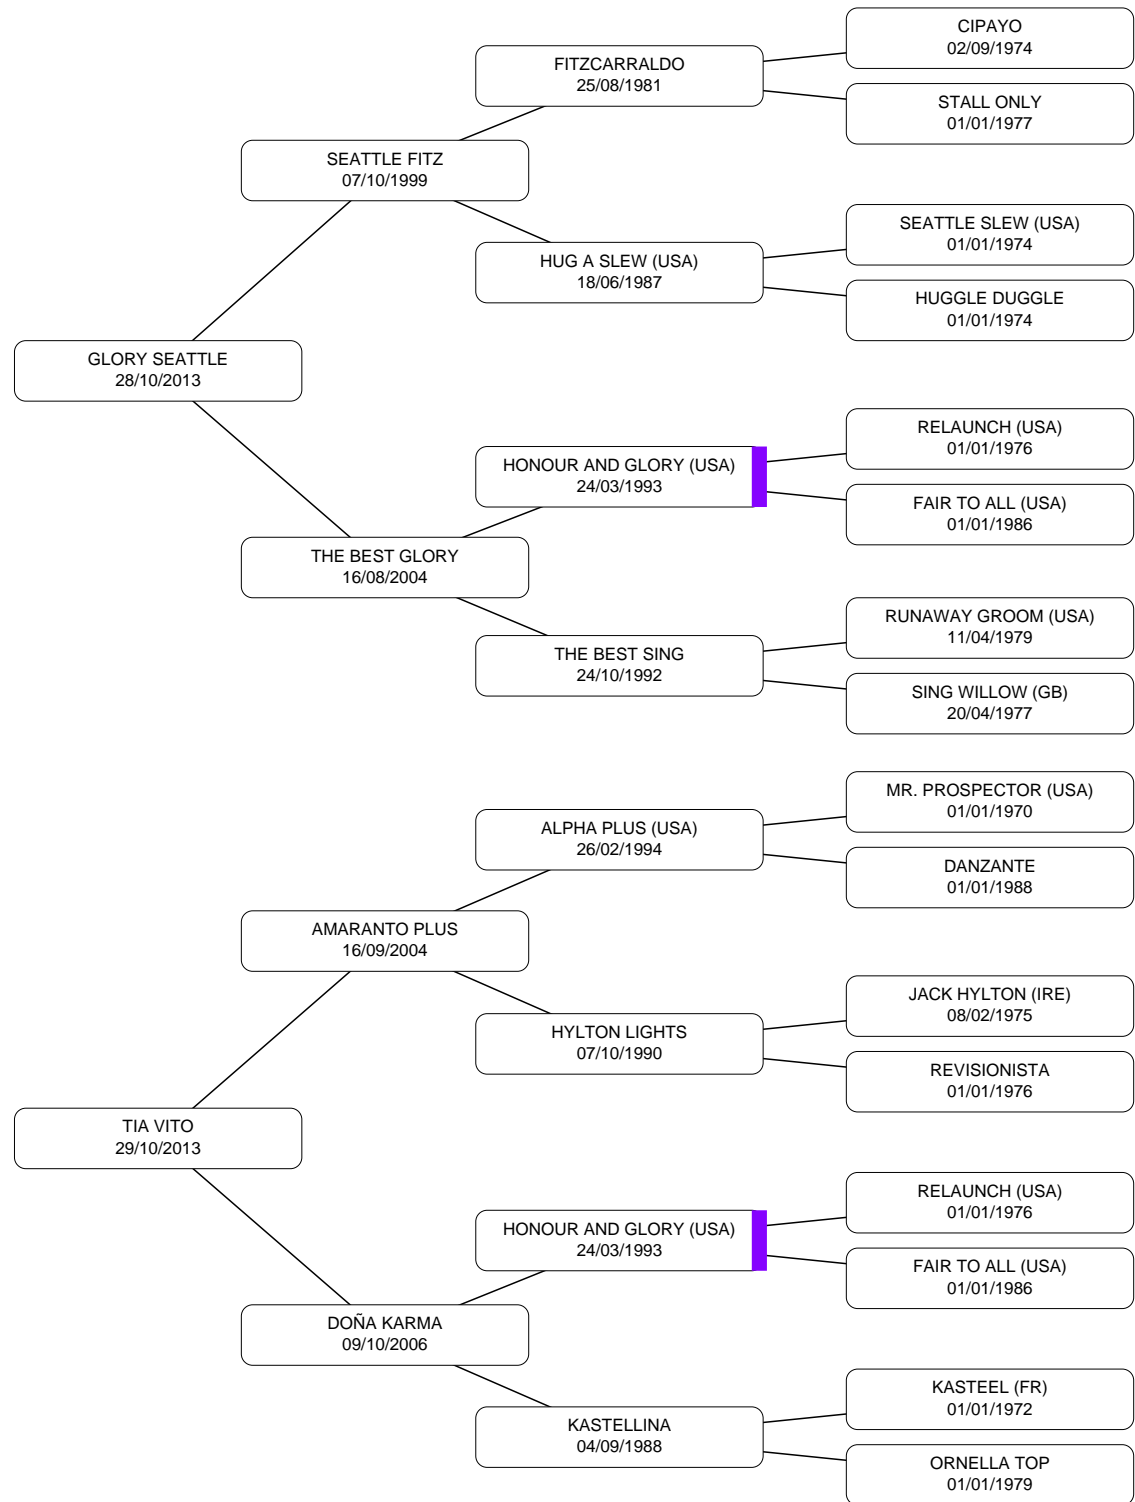 CIPAYO
02/09/1974
FITZCARRALDO
25/08/1981
STALL ONLY
01/01/1977
SEATTLE FITZ
07/10/1999
SEATTLE SLEW (USA)
01/01/1974
HUG A SLEW (USA)
18/06/1987
HUGGLE DUGGLE
01/01/1974
GLORY SEATTLE
28/10/2013
RELAUNCH (USA)
01/01/1976
HONOUR AND GLORY (USA)
24/03/1993
FAIR TO ALL (USA)
01/01/1986
THE BEST GLORY
16/08/2004
RUNAWAY GROOM (USA)
11/04/1979
THE BEST SING
24/10/1992
SING WILLOW (GB)
20/04/1977
MR. PROSPECTOR (USA)
01/01/1970
ALPHA PLUS (USA)
26/02/1994
DANZANTE
01/01/1988
AMARANTO PLUS
16/09/2004
JACK HYLTON (IRE)
08/02/1975
HYLTON LIGHTS
07/10/1990
REVISIONISTA
01/01/1976
TIA VITO
29/10/2013
RELAUNCH (USA)
01/01/1976
HONOUR AND GLORY (USA)
24/03/1993
FAIR TO ALL (USA)
01/01/1986
DOÑA KARMA
09/10/2006
KASTEEL (FR)
01/01/1972
KASTELLINA
04/09/1988
ORNELLA TOP
01/01/1979